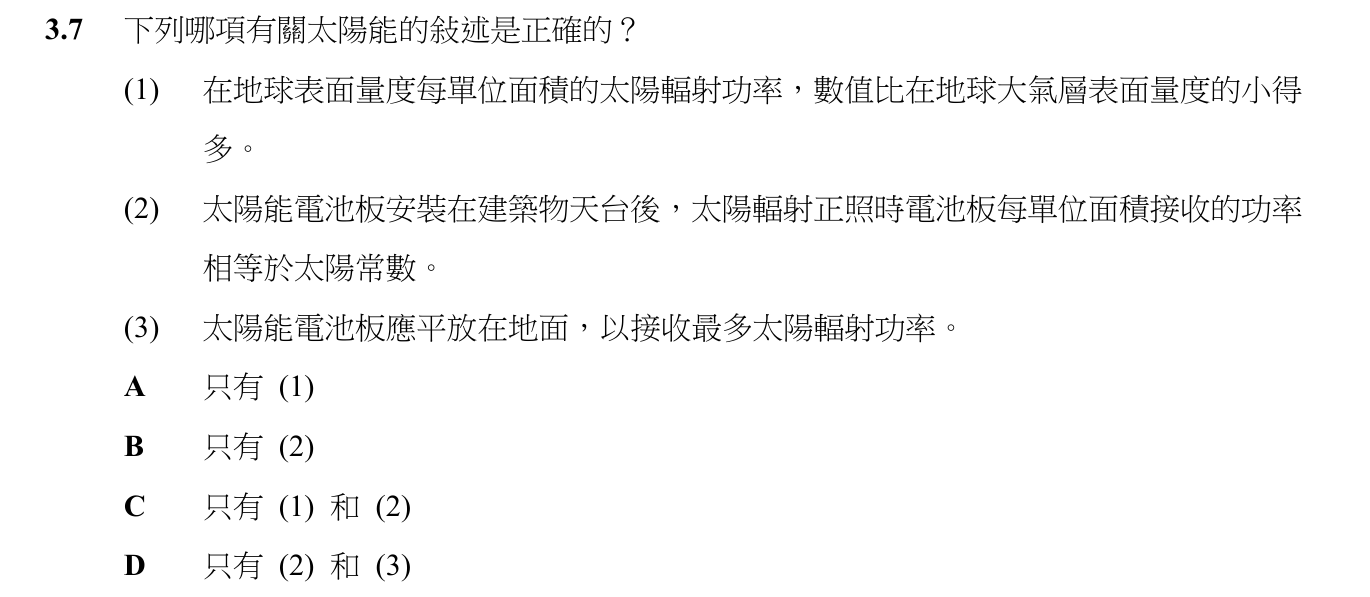 3.7 下列哪項有關太陽能的敍述是正確的？
(1) 在地球表面量度每單位面積的太陽輻射功率，數值比在地球大氣層表面量度的小得
多。
(2) 太陽能電池板安裝在建築物天台後，太陽輻射正照時電池板每單位面積接收的功率
相等於太陽常數。
(3) 太陽能電池板應平放在地面，以接收最多太陽輻射功率。
A 只有 (1)
B 只有 (2)
C 只有 (1) 和 (2)
D 只有 (2) 和 (3)